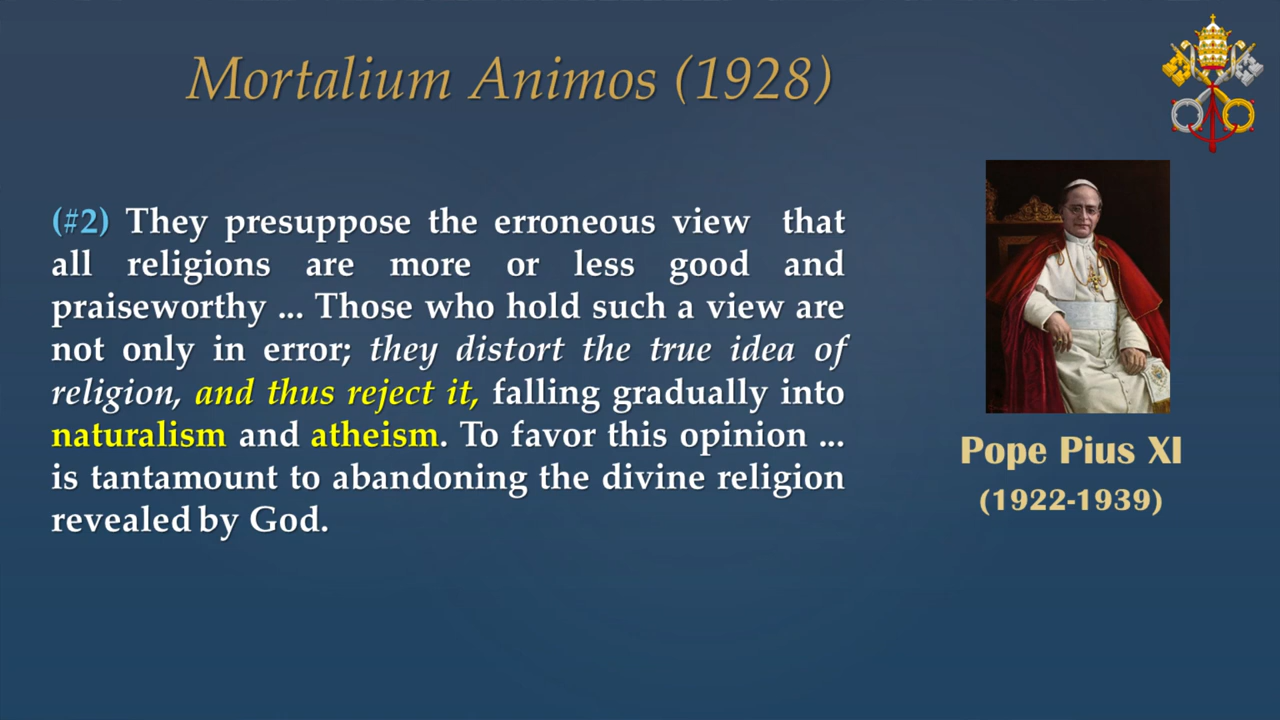 Mortalium Animos (1928)
(#2) They presuppose the erroneous view that
all religions are more or less good and
praiseworthy ... Those who hold such a view are
not only in error; they distort the true idea of
religion, and thus reject it, falling gradually into
naturalism and atheism. To favor this opinion ...
is tantamount to abandoning the divine religion
revealed by God.
Pope Pius XI
(1922-1939)